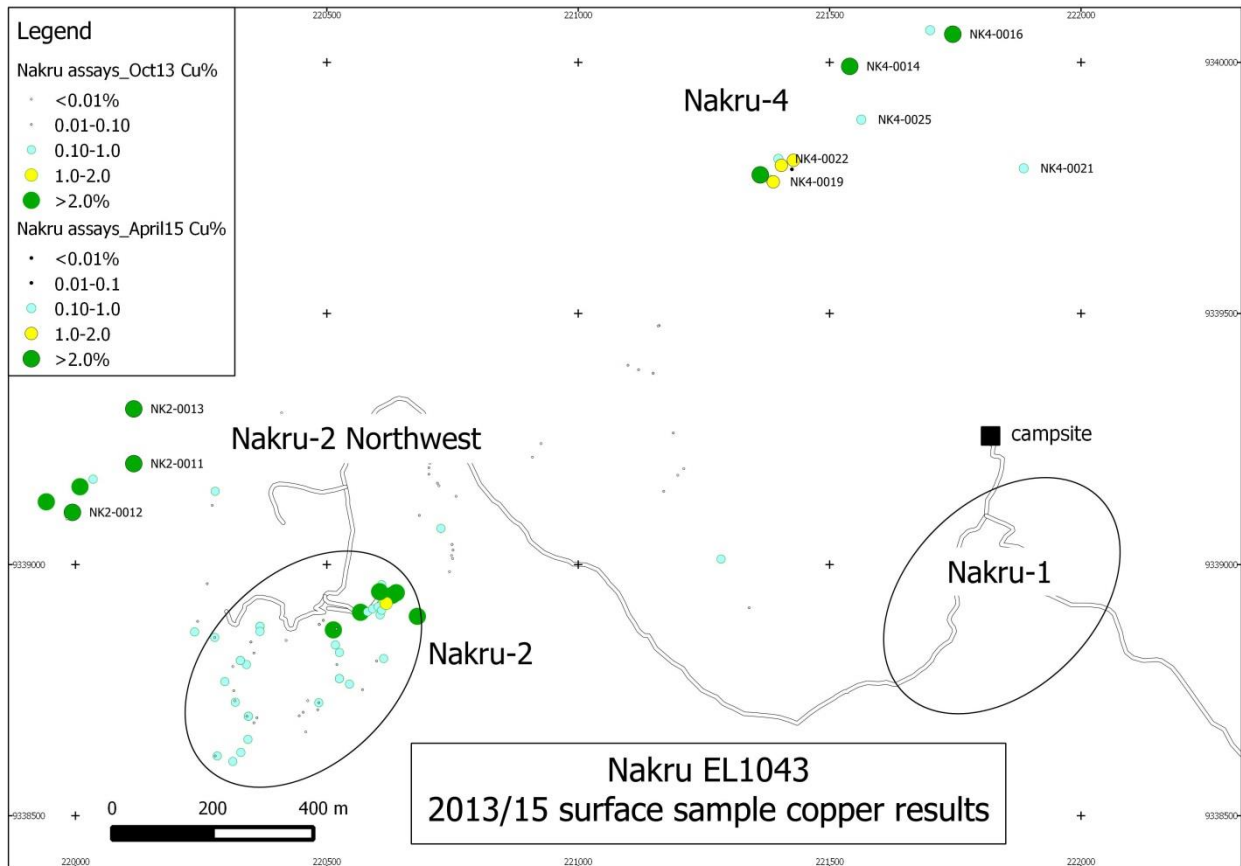 220500
221000
221500
222000
Legend
Nakru assays_Oct13 Cu%
<0.01%
0.01-0.10
0.10-1.0
1.0-2.0
>2.0%
Nakru assays_April15 Cu%
<0.01%
0.01-0.1
0.10-1.0
1.0-2.0
>2.0%
NK4-0016
9340000
NK4-0014
9340000
Nakru-4
NK4-0025
NK4-0022
NK4-0021
NK4-0019
9339500
9339500
NK2-0013
Nakru-2 Northwest
campsite
NK2-0011
NK2-0012
9339000
9339000
Nakru-1
Nakru-2
Nakru EL1043
2013/15 surface sample copper results
0 200 400 m
9338500
9338500
220000
220500
221000
221500
222000